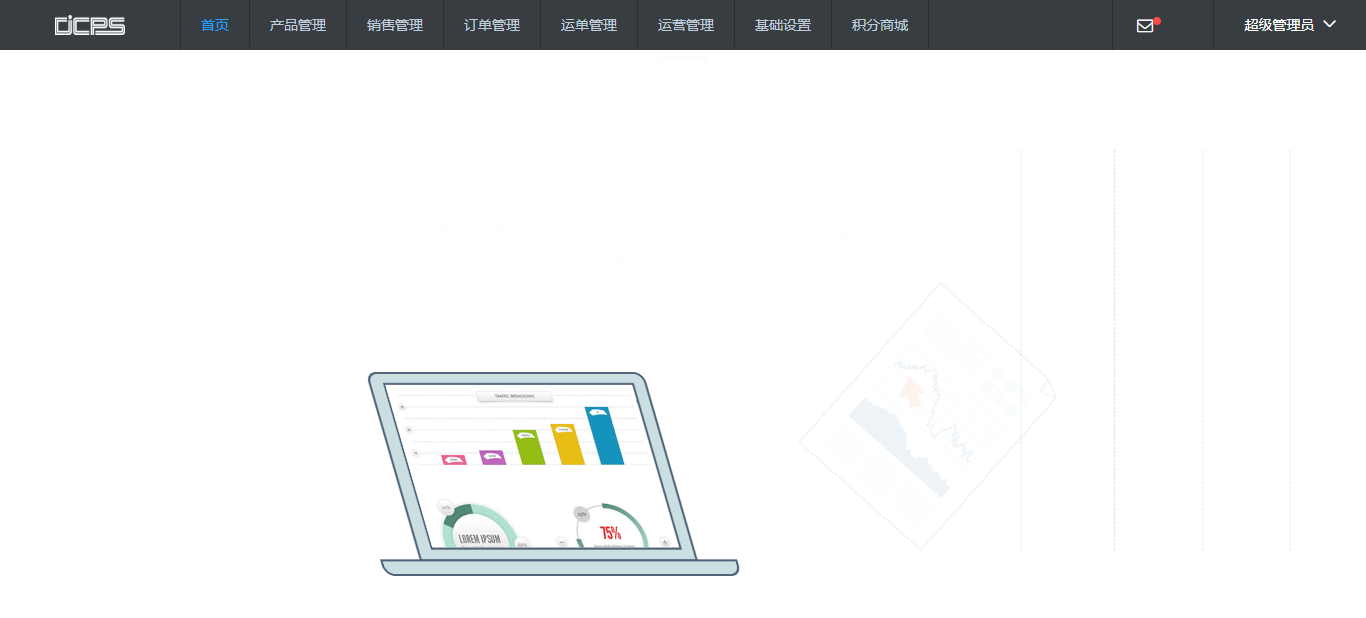 DCPS
首页
产品管理
销售管理
订单管理
运单管理
运营管理
基础设置
积分商城
超级管理员
TRAFFIC BREAKDOWN
LOREM IPSUM
75%